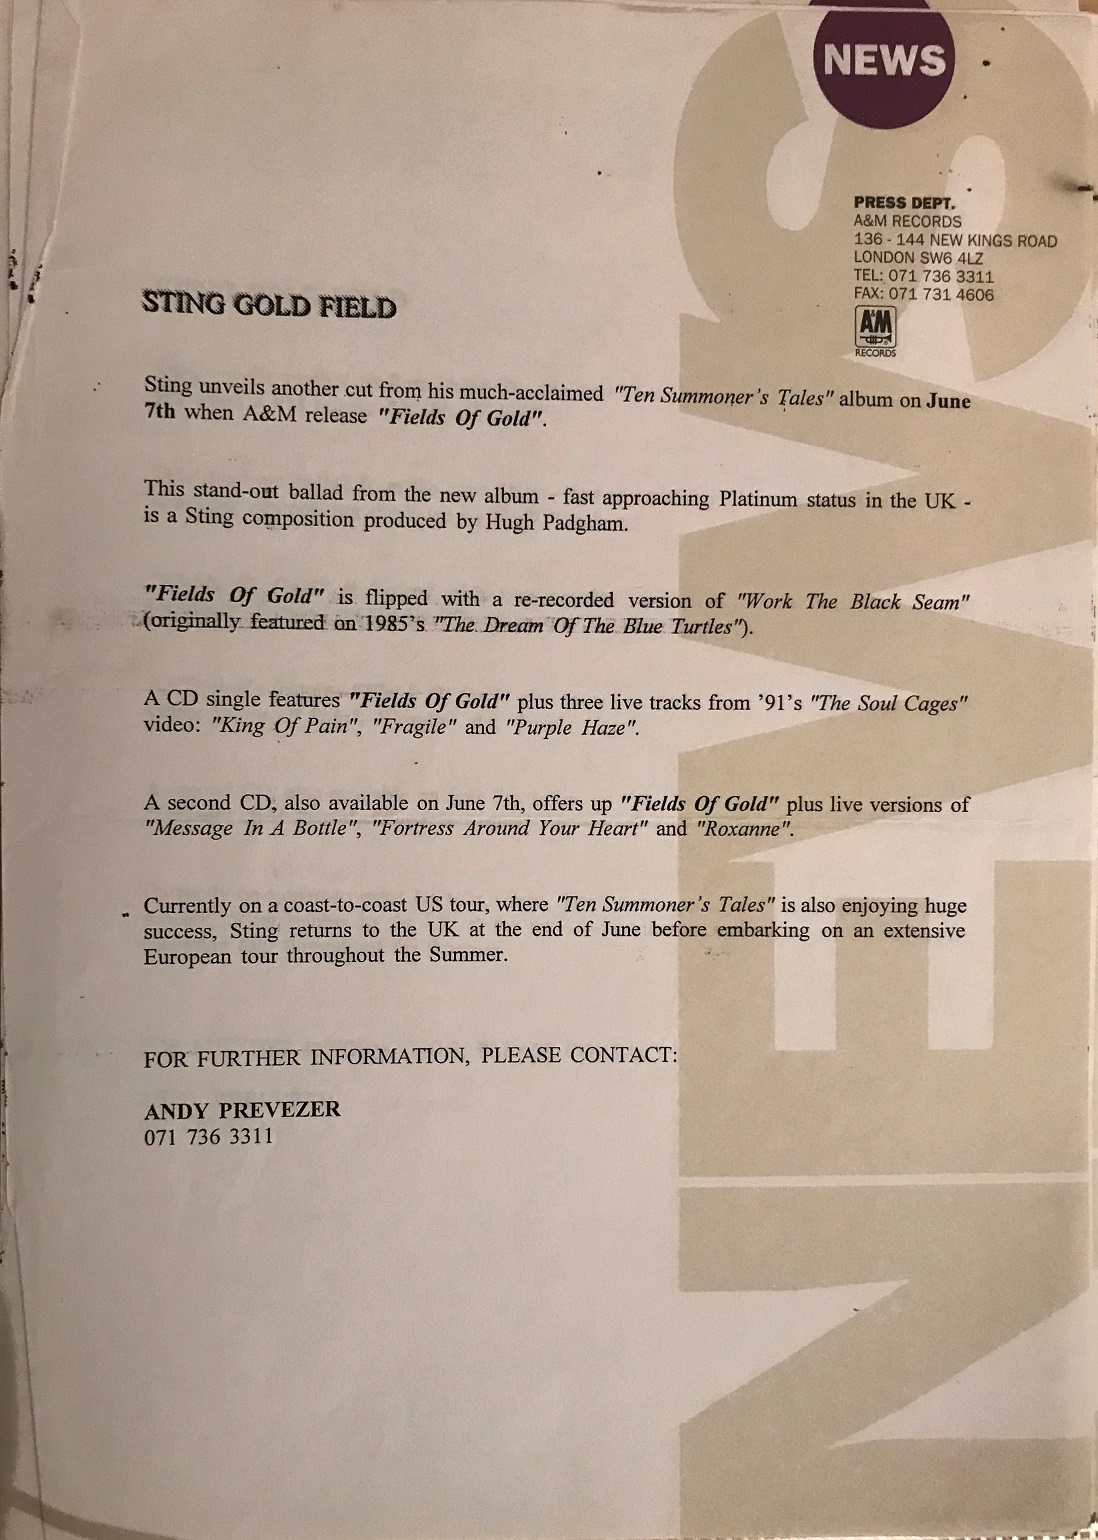 NEWS
PRESS DEPT.
A&M RECORDS
136 - 144 NEW KINGS ROAD
LONDON SW6 4LZ
TEL: 071 736 3311
FAX: 071 731 4606
A&M
RECORDS
STING GOLD FIELD
Sting unveils another cut from his much-acclaimed "Ten Summoner's Tales" album on June
7th when A&M release "Fields Of Gold".
This stand-out ballad from the new album - fast approaching Platinum status in the UK -
is a Sting composition produced by Hugh Padgham.
"Fields Of Gold" is flipped with a re-recorded version of "Work The Black Seam"
(originally featured on 1985's "The Dream Of The Blue Turtles").
A CD single features "Fields Of Gold" plus three live tracks from '91's "The Soul Cages"
video: "King Of Pain", "Fragile" and "Purple Haze".
A second CD, also available on June 7th, offers up "Fields Of Gold" plus live versions of
"Message In A Bottle", "Fortress Around Your Heart" and "Roxanne".
Currently on a coast-to-coast US tour, where "Ten Summoner's Tales" is also enjoying huge
success, Sting returns to the UK at the end of June before embarking on an extensive
European tour throughout the Summer.
FOR FURTHER INFORMATION, PLEASE CONTACT:
ANDY PREVEZER
071 736 3311
NEWS